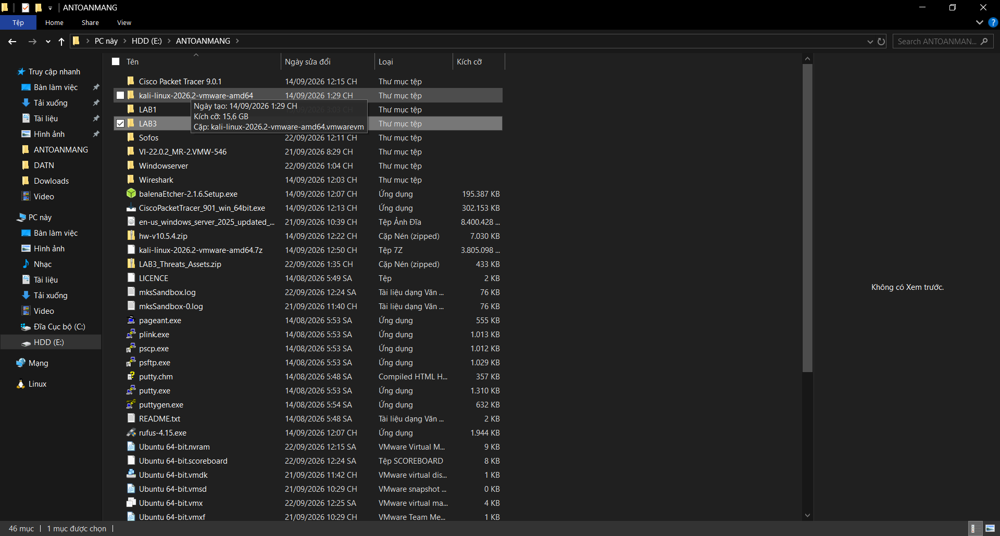 ANTOANMANG
Tệp Home Share View
PC này HDD (E:) ANTOANMANG
Search ANTOANMAN...
Truy cập nhanh
Bàn làm việc
Tải xuống
Tài liệu
Hình ảnh
ANTOANMANG
DATN
Dowloads
Video
PC này
Bàn làm việc
Hình ảnh
Nhạc
Tài liệu
Tải xuống
Video
Đĩa Cục bộ (C:)
HDD (E:)
Mạng
Linux
Tên Ngày sửa đổi Loại Kích cỡ
Cisco Packet Tracer 9.0.1 14/09/2026 12:15 CH Thư mục tệp
kali-linux-2026.2-vmware-amd64 14/09/2026 1:29 CH Thư mục tệp
Ngày tạo: 14/09/2026 1:29 CH
Kích cỡ: 15,6 GB
Cặp: kali-linux-2026.2-vmware-amd64.vmwarevm
LAB1 3:03 CH Thư mục tệp
LAB3 Thư mục tệp
Sofos 22/09/2026 12:11 CH Thư mục tệp
VI-22.0.2_MR-2.VMW-546 21/09/2026 8:29 CH Thư mục tệp
Windowserver 22/09/2026 1:04 CH Thư mục tệp
Wireshark 14/09/2026 12:03 CH Thư mục tệp
balenaEtcher-2.1.6.Setup.exe 14/09/2026 12:07 CH Ứng dụng 195.387 KB
CiscoPacketTracer_901_win_64bit.exe 14/09/2026 12:13 CH Ứng dụng 302.153 KB
en-us_windows_server_2025_updated_... 21/09/2026 10:39 CH Tệp Ảnh Đĩa 8.400.428 ...
hw-v10.5.4.zip 14/09/2026 12:22 CH Cặp Nén (zipped) 7.030 KB
kali-linux-2026.2-vmware-amd64.7z 14/09/2026 12:50 CH Tệp 7Z 3.805.098 ...
LAB3_Threats_Assets.zip 22/09/2026 1:35 CH Cặp Nén (zipped) 433 KB
LICENCE 14/08/2026 5:49 SA Tệp 2 KB
mksSandbox.log 22/09/2026 12:24 SA Tài liệu dạng Văn ... 76 KB
mksSandbox-0.log 21/09/2026 11:40 CH Tài liệu dạng Văn ... 76 KB
pageant.exe 14/08/2026 5:53 SA Ứng dụng 555 KB
plink.exe 14/08/2026 5:53 SA Ứng dụng 1.013 KB
pscp.exe 14/08/2026 5:53 SA Ứng dụng 1.012 KB
psftp.exe 14/08/2026 5:53 SA Ứng dụng 1.029 KB
putty.chm 14/08/2026 5:48 SA Compiled HTML H... 357 KB
putty.exe 14/08/2026 5:53 SA Ứng dụng 1.310 KB
puttygen.exe 14/08/2026 5:54 SA Ứng dụng 632 KB
README.txt 14/08/2026 5:48 SA Tài liệu dạng Văn ... 2 KB
rufus-4.15.exe 14/09/2026 12:07 CH Ứng dụng 1.944 KB
Ubuntu 64-bit.nvram 22/09/2026 12:15 SA VMware Virtual M... 9 KB
Ubuntu 64-bit.scoreboard 22/09/2026 12:24 SA Tệp SCOREBOARD 8 KB
Ubuntu 64-bit.vmdk 21/09/2026 11:42 CH VMware virtual dis... 1 KB
Ubuntu 64-bit.vmsd 21/09/2026 10:29 CH VMware snapshot ... 0 KB
Ubuntu 64-bit.vmx 22/09/2026 12:25 SA VMware virtual ma... 4 KB
Ubuntu 64-bit.vmxf 21/09/2026 10:29 CH VMware Team Me... 1 KB
Không có Xem trước.
46 mục 1 mục được chọn